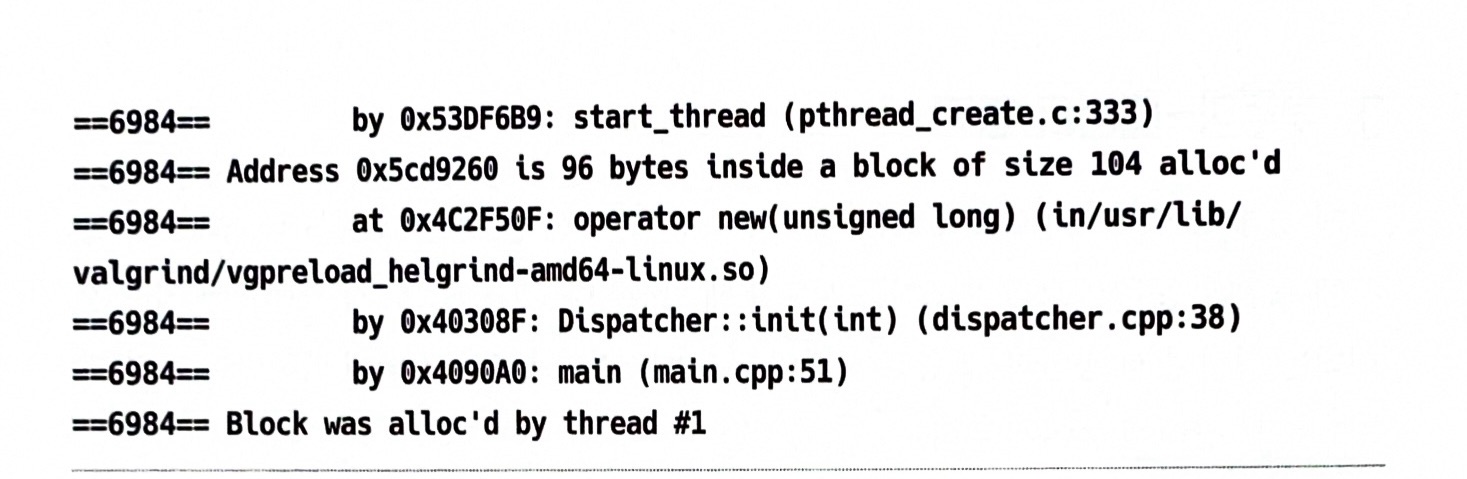 ==6984==         by 0x53DF6B9: start_thread (pthread_create.c:333)
==6984== Address 0x5cd9260 is 96 bytes inside a block of size 104 alloc'd
==6984==         at 0x4C2F50F: operator new(unsigned long) (in/usr/lib/
valgrind/vgpreload_helgrind-amd64-linux.so)
==6984==         by 0x40308F: Dispatcher::init(int) (dispatcher.cpp:38)
==6984==         by 0x4090A0: main (main.cpp:51)
==6984== Block was alloc'd by thread #1